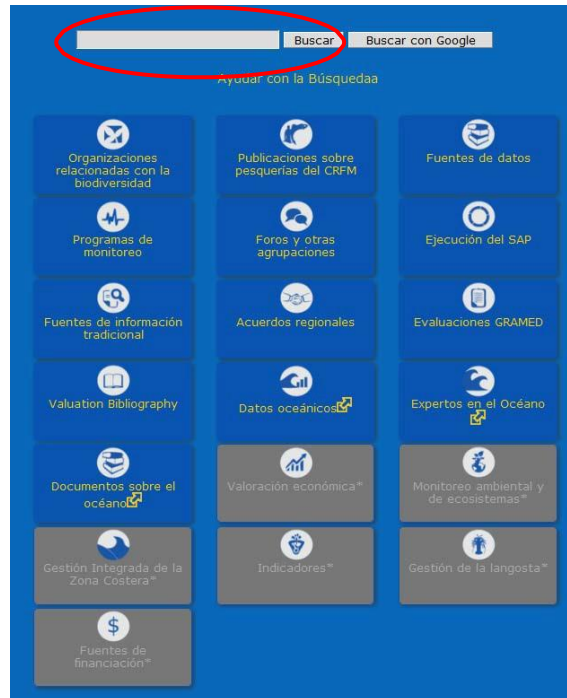 Buscar
Buscar con Google
Ayudar con la Búsquedaa
Organizaciones
relacionadas con la
biodiversidad
Publicaciones sobre
pesquerías del CRFM
Fuentes de datos
Programas de
monitoreo
Foros y otras
agrupaciones
Ejecución del SAP
Fuentes de información
tradicional
Acuerdos regionales
Evaluaciones GRAMED
Valuation Bibliography
Datos oceánicos
Expertos en el Océano
Documentos sobre el
océano
Valoración económica*
Monitoreo ambiental y
de ecosistemas*
Gestión Integrada de la
Zona Costera*
Indicadores*
Gestión de la langosta*
$
Fuentes de
financiación*